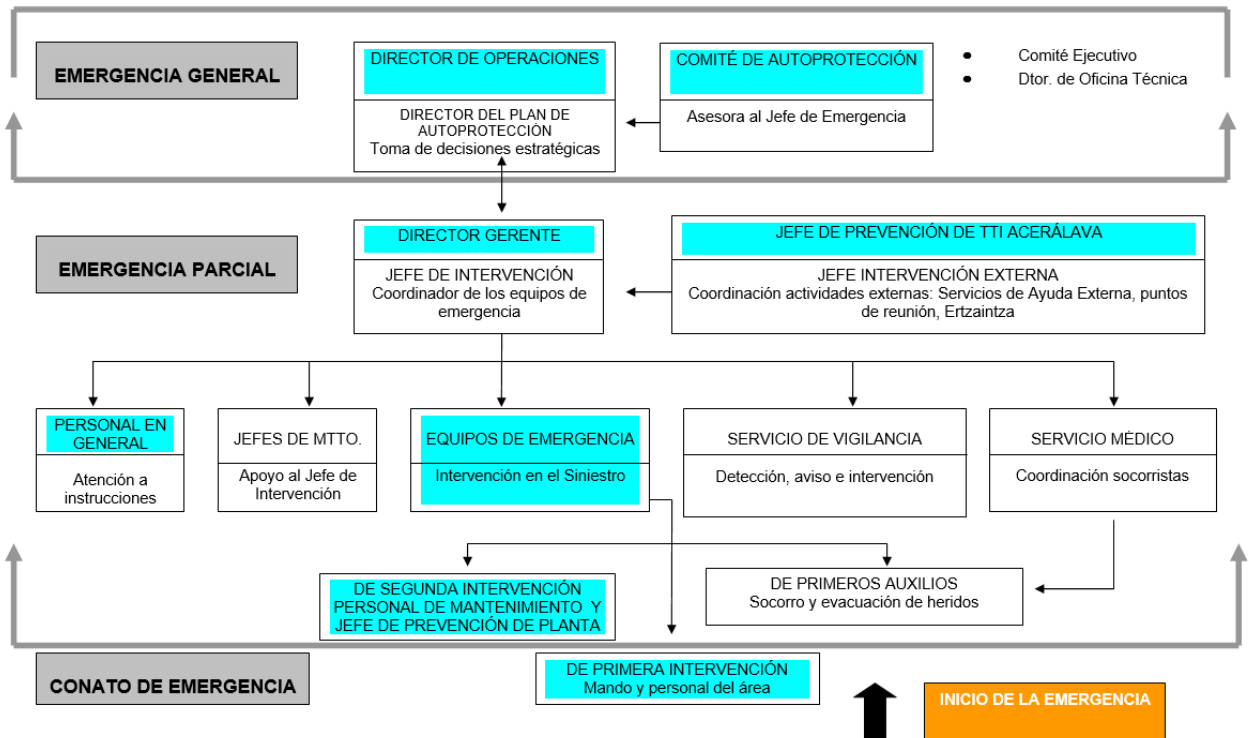 EMERGENCIA GENERAL
DIRECTOR DE OPERACIONES
DIRECTOR DEL PLAN DE
AUTOPROTECCIÓN
Toma de decisiones estratégicas
COMITÉ DE AUTOPROTECCIÓN
Asesora al Jefe de Emergencia
• Comité Ejecutivo
• Dtor. de Oficina Técnica
EMERGENCIA PARCIAL
DIRECTOR GERENTE
JEFE DE INTERVENCIÓN
Coordinador de los equipos de
emergencia
JEFE DE PREVENCIÓN DE TTI ACERÁLAVA
JEFE INTERVENCIÓN EXTERNA
Coordinación actividades externas: Servicios de Ayuda Externa, puntos
de reunión, Ertzaintza
PERSONAL EN
GENERAL
Atención a
instrucciones
JEFES DE MTTO.
Apoyo al Jefe de
Intervención
EQUIPOS DE EMERGENCIA
Intervención en el Siniestro
SERVICIO DE VIGILANCIA
Detección, aviso e intervención
SERVICIO MÉDICO
Coordinación socorristas
DE SEGUNDA INTERVENCIÓN
PERSONAL DE MANTENIMIENTO Y
JEFE DE PREVENCIÓN DE PLANTA
DE PRIMEROS AUXILIOS
Socorro y evacuación de heridos
CONATO DE EMERGENCIA
DE PRIMERA INTERVENCIÓN
Mando y personal del área
INICIO DE LA EMERGENCIA